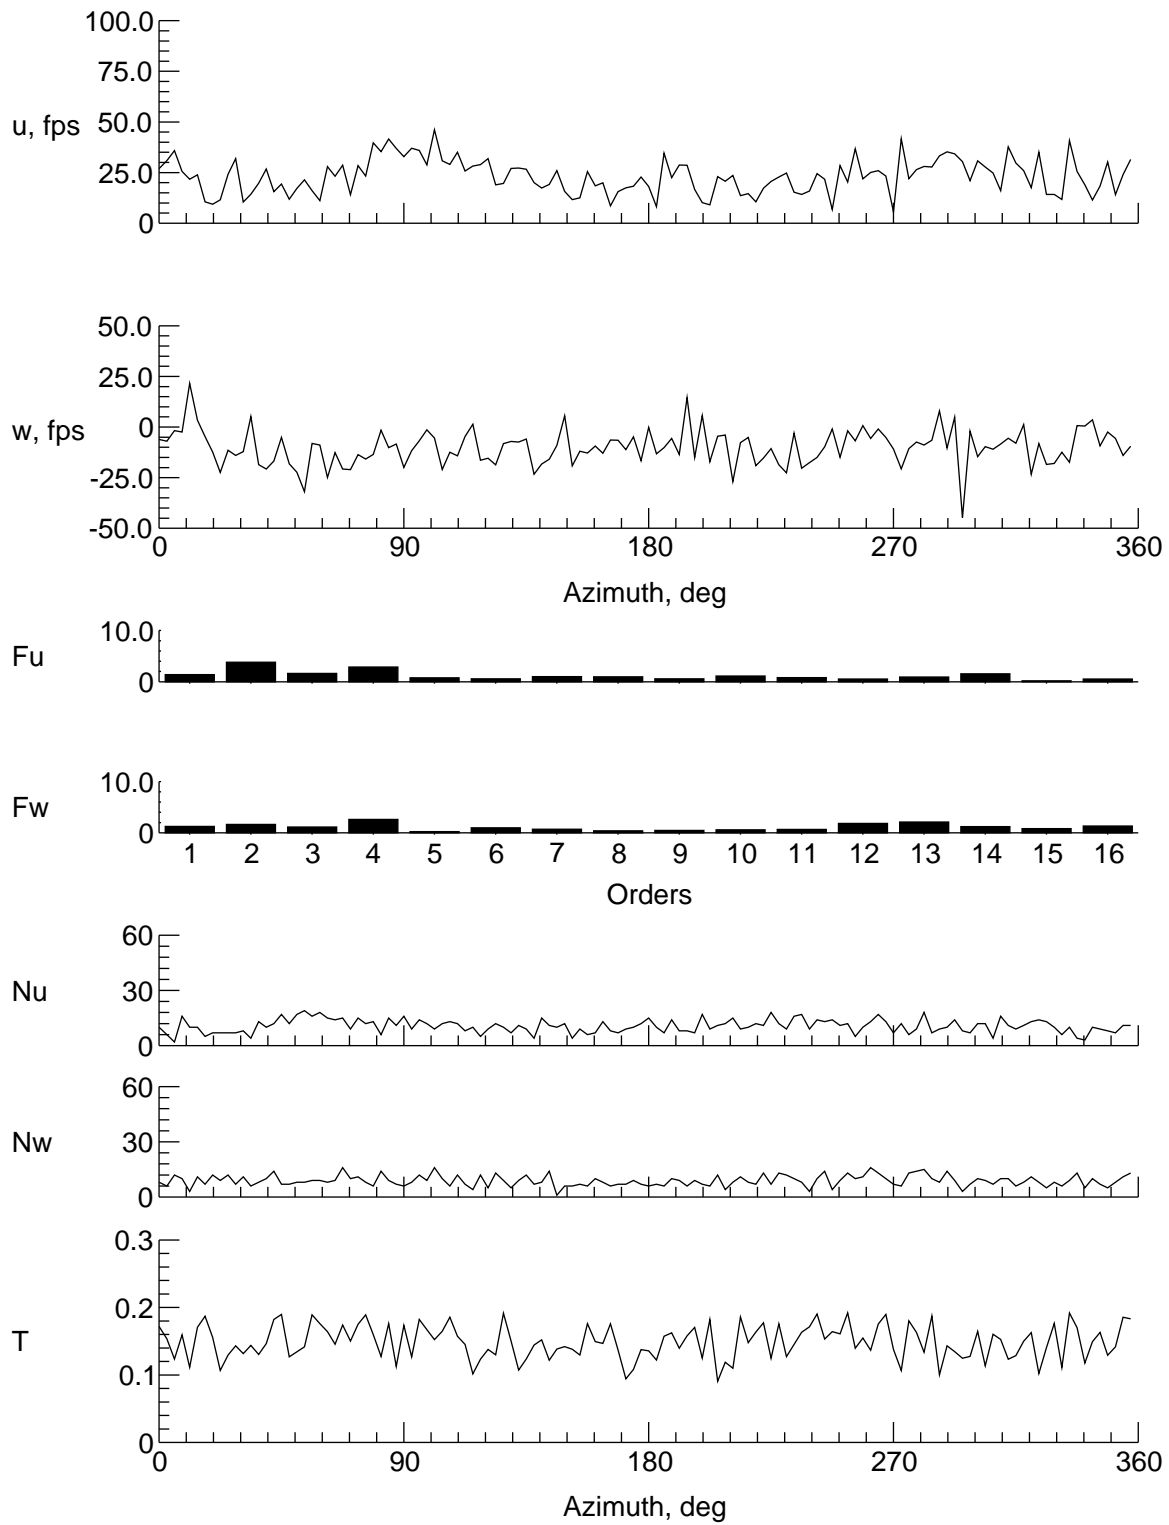 100.0
75.0
u, fps 50.0
25.0
0
50.0
25.0
w, fps 0
-25.0
-50.0
0 90 180 270 360
Azimuth, deg
10.0
Fu
0
10.0
Fw
0
1 2 3 4 5 6 7 8 9 10 11 12 13 14 15 16
Orders
60
Nu 30
0
60
Nw 30
0
0.3
0.2
T
0.1
0
0 90 180 270 360
Azimuth, deg